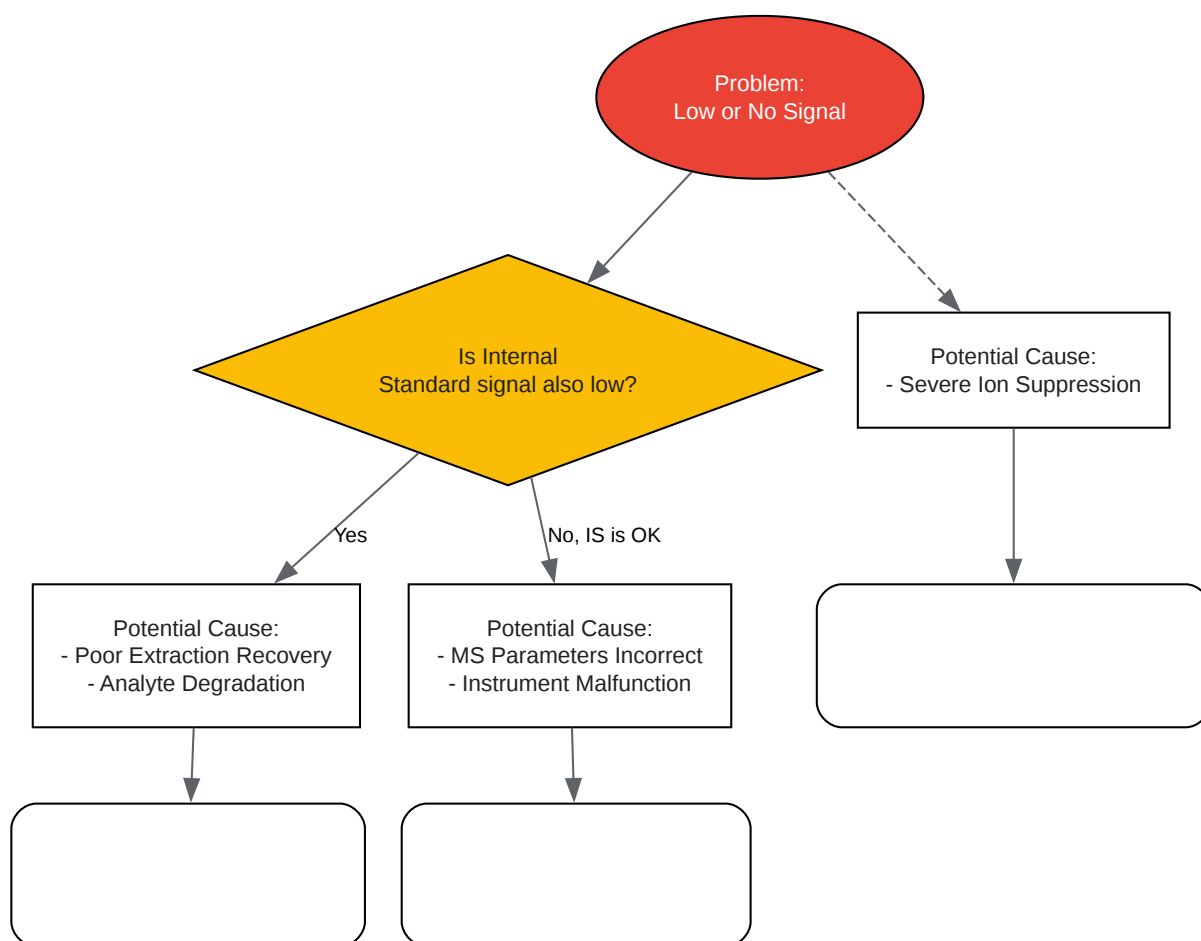 Problem:
Low or No Signal
Is Internal
Standard signal also low?
Potential Cause:
- Severe Ion Suppression
Yes
No, IS is OK
Potential Cause:
- Poor Extraction Recovery
- Analyte Degradation
Potential Cause:
- MS Parameters Incorrect
- Instrument Malfunction